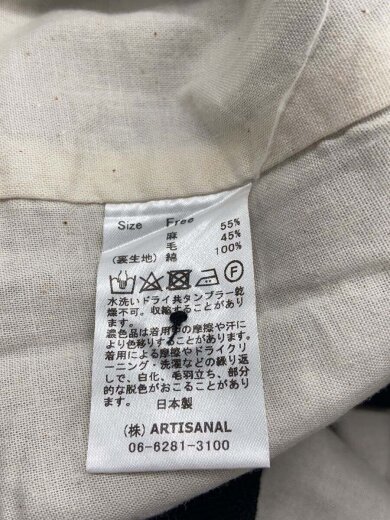 Size Free
麻 55%
毛 45%
(裏生地) 綿 100%
F
水洗いドライ共タンブラー乾
燥不可。収縮することがあり
ます。
濃色品は着用中の摩擦や汗に
より色移りすることがあります。
着用による摩擦やドライクリ
ーニング・洗濯などの繰り返
しで、白化、毛羽立ち、部分
的な脱色がおこることがあり
ます。
日本製
(株) ARTISANAL
06-6281-3100